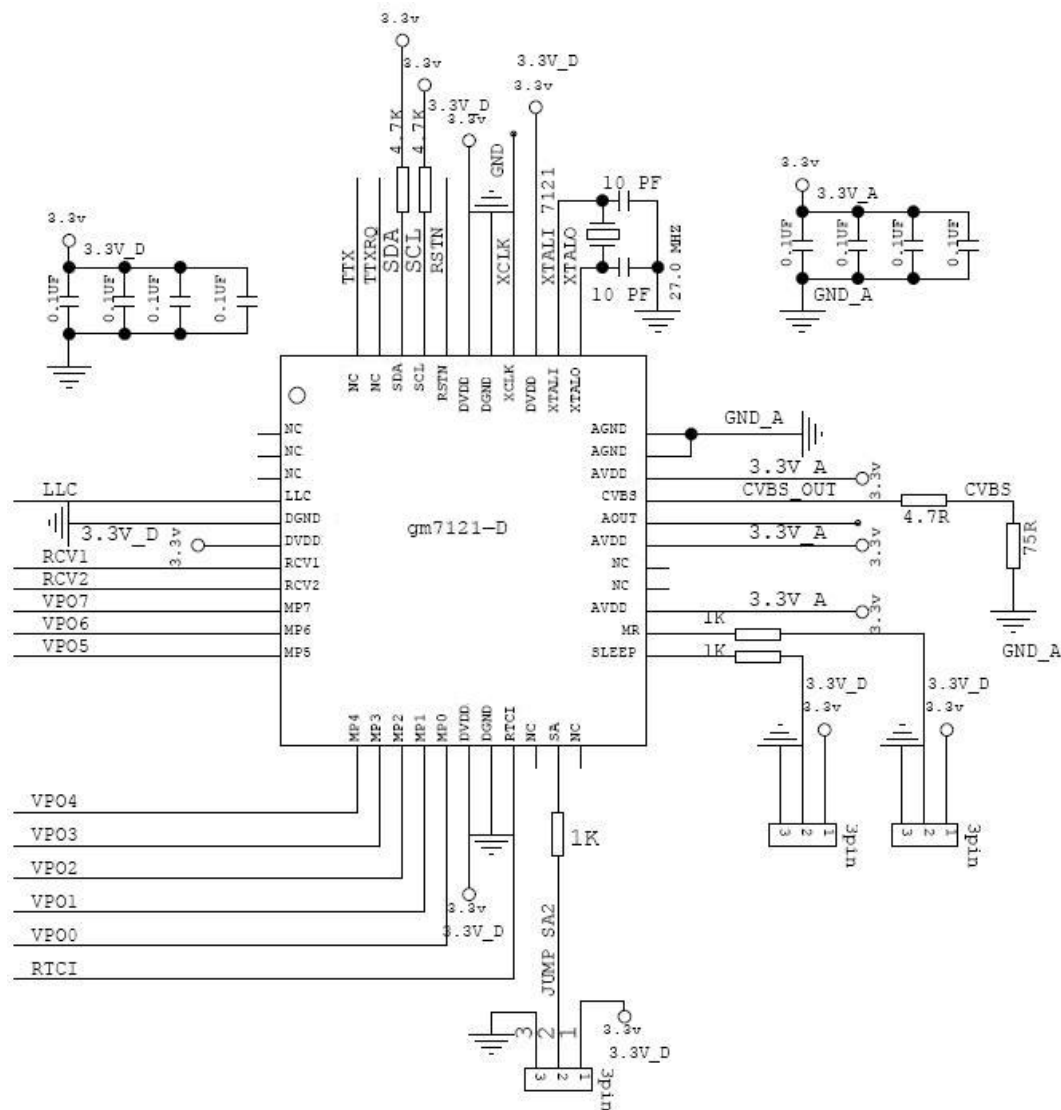 3.3v
3.3v
3.3V_D
3.3v
3.3V_D
3.3v
4.7K
4.7K
GND
TTX
TTXRQ
SDA
SCL
RSTN
XCLK
XTALI 7121
XTALO
10 PF
10 PF
27.0 MHZ
3.3v
3.3V_D
0.1UF
0.1UF
0.1UF
0.1UF
3.3v
3.3V_A
0.1UF
0.1UF
0.1UF
0.1UF
GND_A
NC
NC
SDA
SCL
RSTN
DVDD
DGND
XCLK
DVDD
XTALI
XTALO
NC
NC
NC
LLC
LLC
DGND
3.3V_D
3.3v
DVDD
RCV1
RCV1
RCV2
RCV2
VPO7
MP7
VPO6
MP6
VPO5
MP5
gm7121-D
AGND
GND_A
AGND
AVDD
3.3V_A
3.3v
CVBS
CVBS_OUT
4.7R
CVBS
75R
GND_A
AOUT
AVDD
3.3V_A
3.3v
NC
NC
AVDD
3.3V_A
3.3v
MR
1K
SLEEP
1K
3.3V_D
3.3v
3.3V_D
3.3v
3 2 1
3pin
3 2 1
3pin
MP4
MP3
MP2
MP1
MP0
DVDD
DGND
RTCI
NC
SA
NC
VPO4
VPO3
VPO2
VPO1
VPO0
RTCI
3.3v
3.3V_D
1K
JUMP SA2
3 2 1
3.3v
3.3V_D
3 2 1
3pin